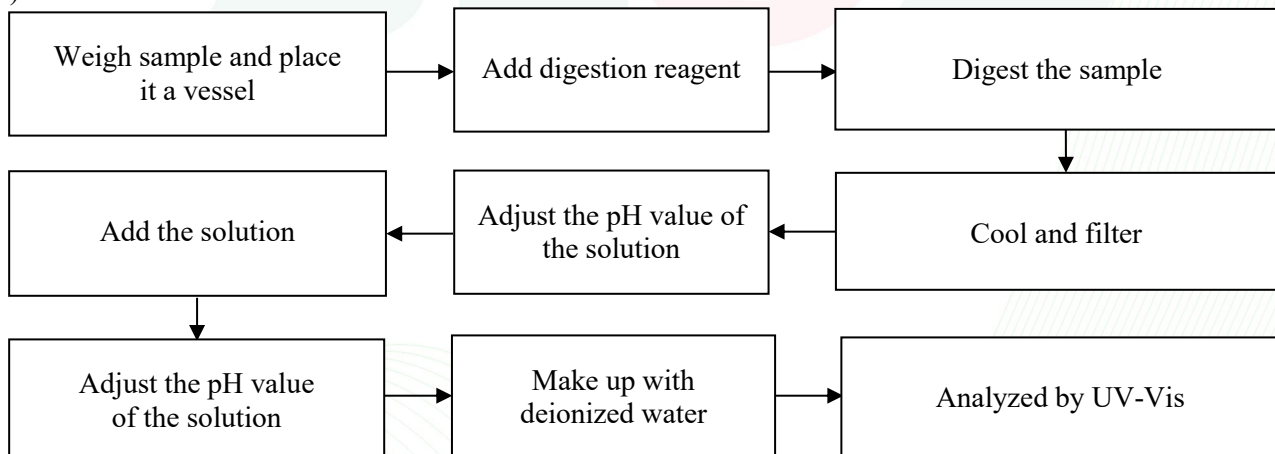 Weigh sample and place
it a vessel
Add digestion reagent
Digest the sample
Cool and filter
Adjust the pH value of
the solution
Add the solution
Adjust the pH value
of the solution
Make up with
deionized water
Analyzed by UV-Vis